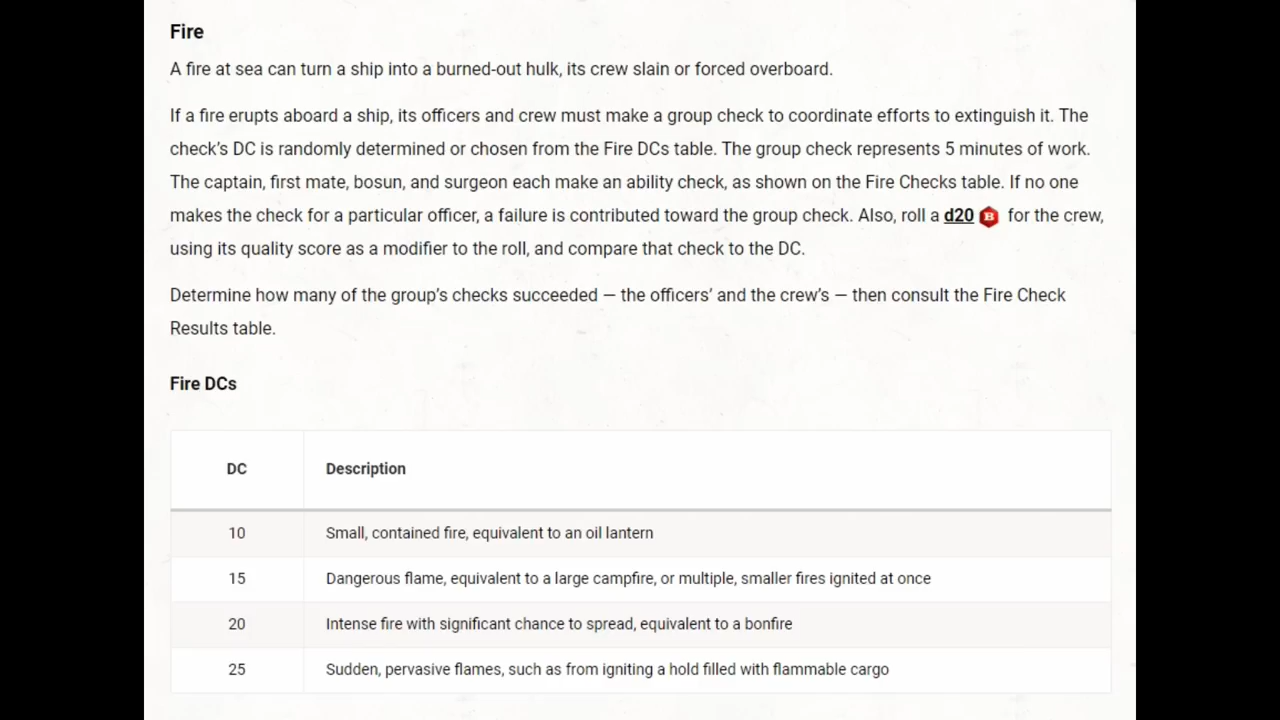 Fire
A fire at sea can turn a ship into a burned-out hulk, its crew slain or forced overboard.
If a fire erupts aboard a ship, its officers and crew must make a group check to coordinate efforts to extinguish it. The
check’s DC is randomly determined or chosen from the Fire DCs table. The group check represents 5 minutes of work.
The captain, first mate, bosun, and surgeon each make an ability check, as shown on the Fire Checks table. If no one
makes the check for a particular officer, a failure is contributed toward the group check. Also, roll a d20 B for the crew,
using its quality score as a modifier to the roll, and compare that check to the DC.
Determine how many of the group’s checks succeeded — the officers’ and the crew’s — then consult the Fire Check
Results table.
Fire DCs
DC Description
10 Small, contained fire, equivalent to an oil lantern
15 Dangerous flame, equivalent to a large campfire, or multiple, smaller fires ignited at once
20 Intense fire with significant chance to spread, equivalent to a bonfire
25 Sudden, pervasive flames, such as from igniting a hold filled with flammable cargo